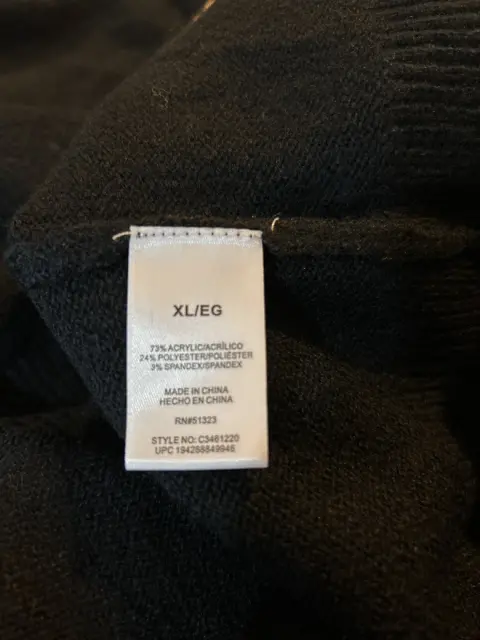 XL/EG
73% ACRYLIC/ACRÍLICO
24% POLYESTER/POLIÉSTER
3% SPANDEX/SPANDEX
MADE IN CHINA
HECHO EN CHINA
RN#51323
STYLE NO: C3461220
UPC 194288849946